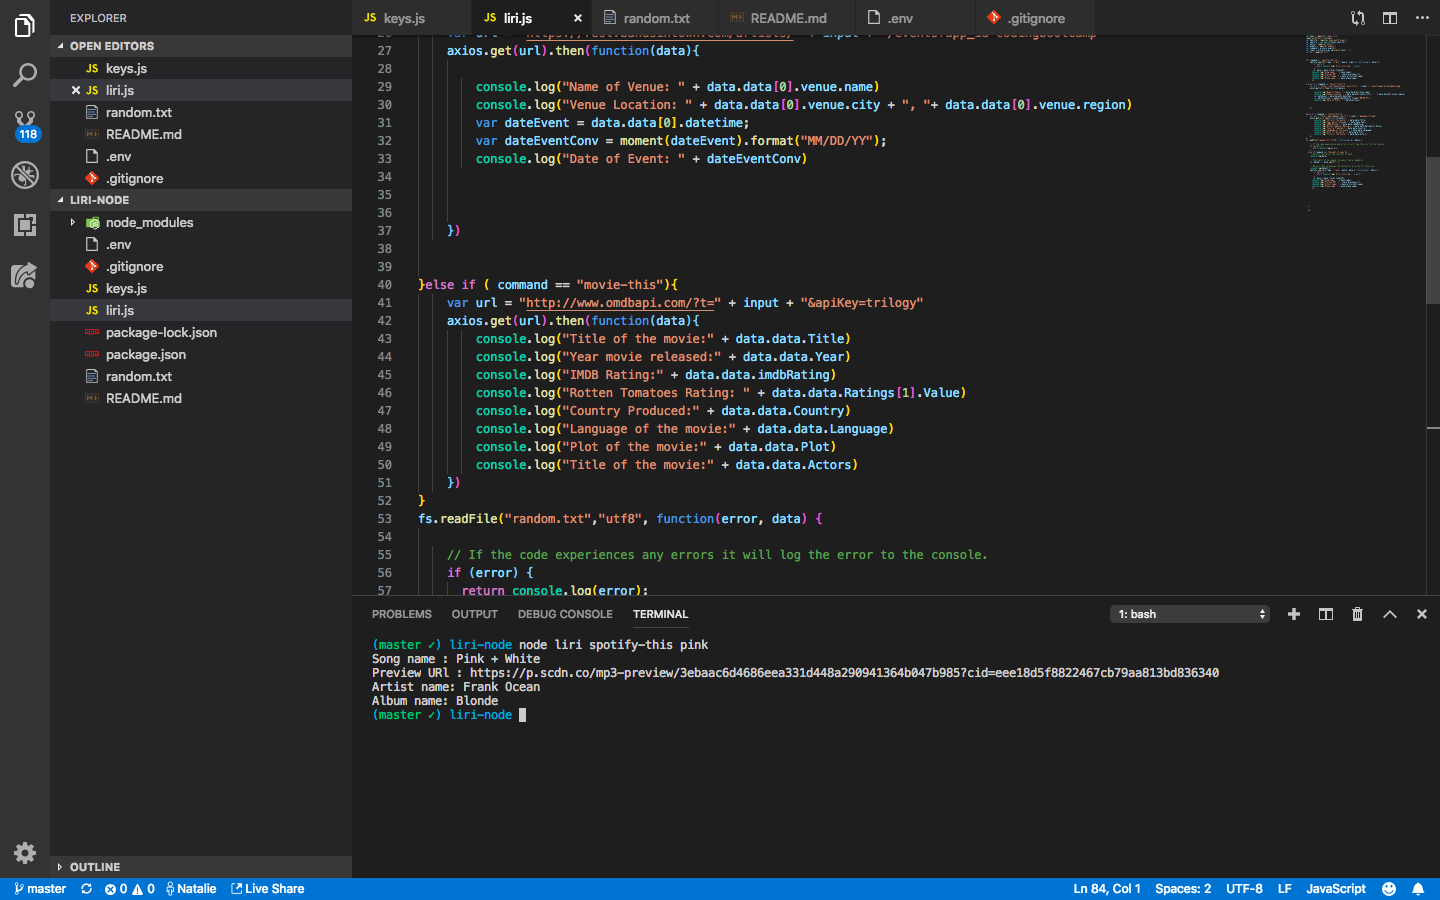 EXPLORER
OPEN EDITORS
JS keys.js
JS liri.js
random.txt
README.md
.env
.gitignore
118
LIRI-NODE
node_modules
.env
.gitignore
JS keys.js
JS liri.js
package-lock.json
package.json
random.txt
README.md
OUTLINE
JS keys.js
JS liri.js
random.txt
README.md
.env
.gitignore
27 axios.get(url).then(function(data){
28
29 console.log("Name of Venue: " + data.data[0].venue.name)
30 console.log("Venue Location: " + data.data[0].venue.city + ", "+ data.data[0].venue.region)
31 var dateEvent = data.data[0].datetime;
32 var dateEventConv = moment(dateEvent).format("MM/DD/YY");
33 console.log("Date of Event: " + dateEventConv)
34
35
36
37 })
38
39
40 }else if ( command == "movie-this"){
41 var url = "http://www.omdbapi.com/?t=" + input + "&apiKey=trilogy"
42 axios.get(url).then(function(data){
43 console.log("Title of the movie:" + data.data.Title)
44 console.log("Year movie released:" + data.data.Year)
45 console.log("IMDB Rating:" + data.data.imdbRating)
46 console.log("Rotten Tomatoes Rating: " + data.data.Ratings[1].Value)
47 console.log("Country Produced:" + data.data.Country)
48 console.log("Language of the movie:" + data.data.Language)
49 console.log("Plot of the movie:" + data.data.Plot)
50 console.log("Title of the movie:" + data.data.Actors)
51 })
52 }
53 fs.readFile("random.txt","utf8", function(error, data) {
54
55 // If the code experiences any errors it will log the error to the console.
56 if (error) {
57 return console.log(error);
PROBLEMS OUTPUT DEBUG CONSOLE TERMINAL 1: bash
(master ✓) liri-node node liri spotify-this pink
Song name : Pink + White
Preview URl : https://p.scdn.co/mp3-preview/3ebaac6d4686eea331d448a290941364b047b985?cid=eee18d5f8822467cb79aa813bd836340
Artist name: Frank Ocean
Album name: Blonde
(master ✓) liri-node
master 0 0 Natalie Live Share Ln 84, Col 1 Spaces: 2 UTF-8 LF JavaScript